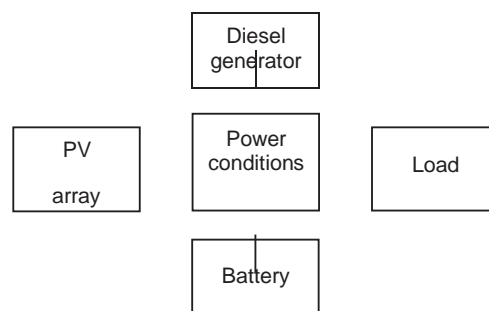 Diesel
generator
PV
array
Power
conditions
Load
Battery